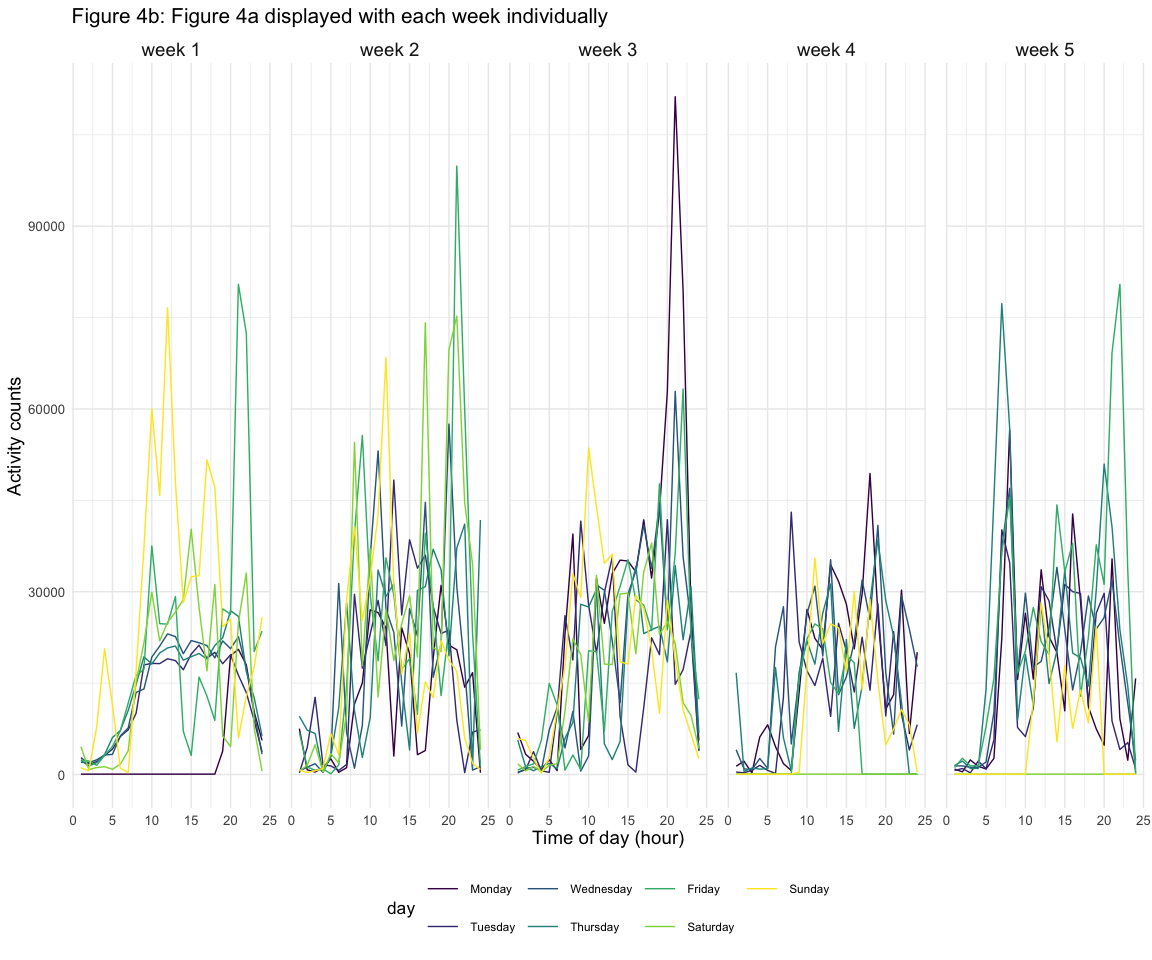 Figure 4b: Figure 4a displayed with each week individually
week 1 week 2 week 3 week 4 week 5
90000
60000
30000
0
Activity counts
0 5 10 15 20 25 0 5 10 15 20 25 0 5 10 15 20 25 0 5 10 15 20 25 0 5 10 15 20 25
Time of day (hour)
day
Monday Wednesday Friday Sunday
Tuesday Thursday Saturday